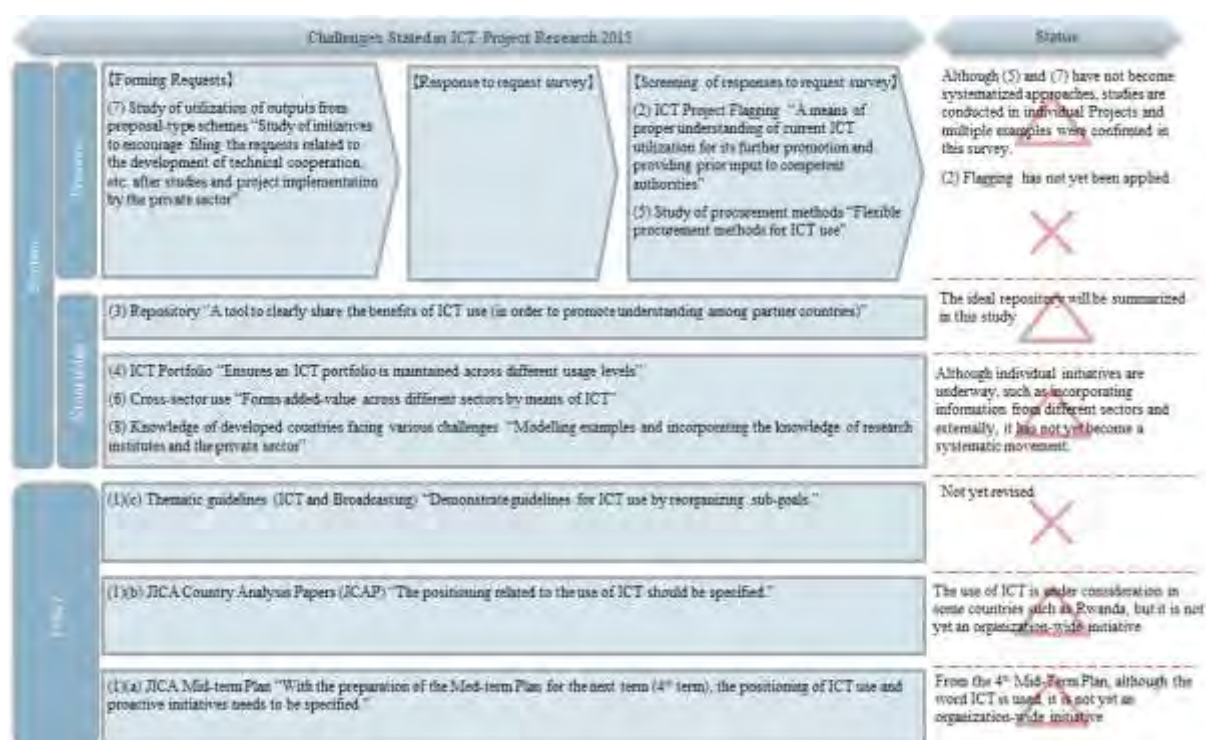 Challenges Stated in ICT-Project Research 2015
Status
【Forming Requests】
(7) Study of utilization of outputs from
proposal-type schemes "Study of initiatives
to encourage filing the requests related to
the development of technical cooperation,
etc. after studies and project implementation
by the private sector"
【Response to request survey】
【Screening of responses to request survey】
(2) ICT Project Flagging "A means of
proper understanding of current ICT
utilization for its further promotion and
providing prior input to competent
authorities"
(5) Study of procurement methods "Flexible
procurement methods for ICT use"
Although (5) and (7) have not become
systematized approaches, studies are
conducted in individual Projects and
multiple examples were confirmed in
this survey.
(2) Flagging has not yet been applied
(3) Repository "A tool to clearly share the benefits of ICT use (in order to promote understanding among partner countries)"
The ideal repository will be summarized
in this study
(4) ICT Portfolio "Ensures an ICT portfolio is maintained across different usage levels"
(6) Cross-sector use "Forms added-value across different sectors by means of ICT"
(8) Knowledge of developed countries facing various challenges "Modelling examples and incorporating the knowledge of research
institutes and the private sector"
Although individual initiatives are
underway, such as incorporating
information from different sectors and
externally, it has not yet become a
systematic movement.
(1)(c) Thematic guidelines (ICT and Broadcasting) "Demonstrate guidelines for ICT use by reorganizing sub-goals."
Not yet revised
(1)(b) JICA Country Analysis Papers (JCAP) "The positioning related to the use of ICT should be specified."
The use of ICT is under consideration in
some countries such as Rwanda, but it is not
yet an organization-wide initiative
(1)(a) JICA Mid-term Plan "With the preparation of the Med-term Plan for the next term (4th term), the positioning of ICT use and
proactive initiatives needs to be specified."
From the 4th Mid-Term Plan, although the
word ICT is used, it is not yet an
organization-wide initiative